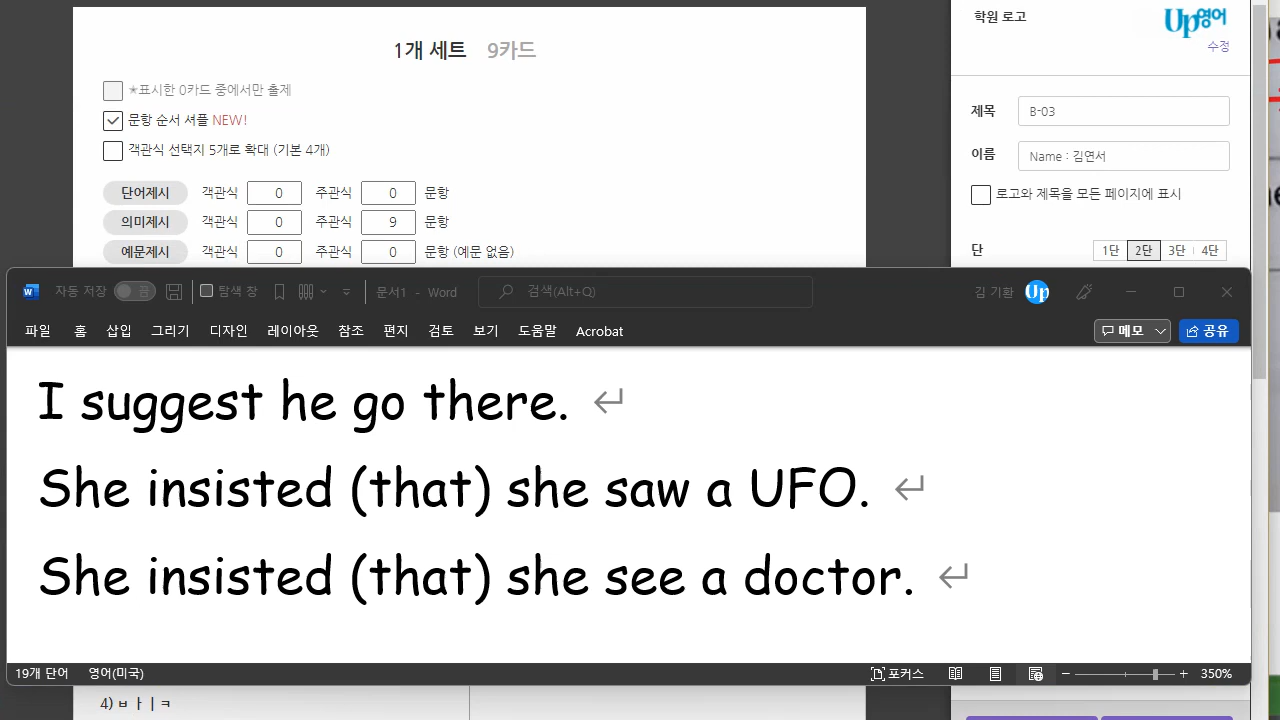 1개 세트 9카드
*표시한 0카드 중에서만 출제
문항 순서 셔플 NEW!
객관식 선택지 5개로 확대 (기본 4개)
단어제시 객관식 0 주관식 0 문항
의미제시 객관식 0 주관식 9 문항
예문제시 객관식 0 주관식 0 문항 (예문 없음)
학원 로고 Up영어
수정
제목 B-03
이름 Name : 김연서
로고와 제목을 모든 페이지에 표시
단 1단 2단 3단 4단
자동 저장 끔 탐색 창 문서1 - Word 검색(Alt+Q) 김 기환 Up
파일 홈 삽입 그리기 디자인 레이아웃 참조 편지 검토 보기 도움말 Acrobat 메모 공유
I suggest he go there.
She insisted (that) she saw a UFO.
She insisted (that) she see a doctor.
19개 단어 영어(미국) 포커스 350%
4) ㅂ ㅏ | ㅋ